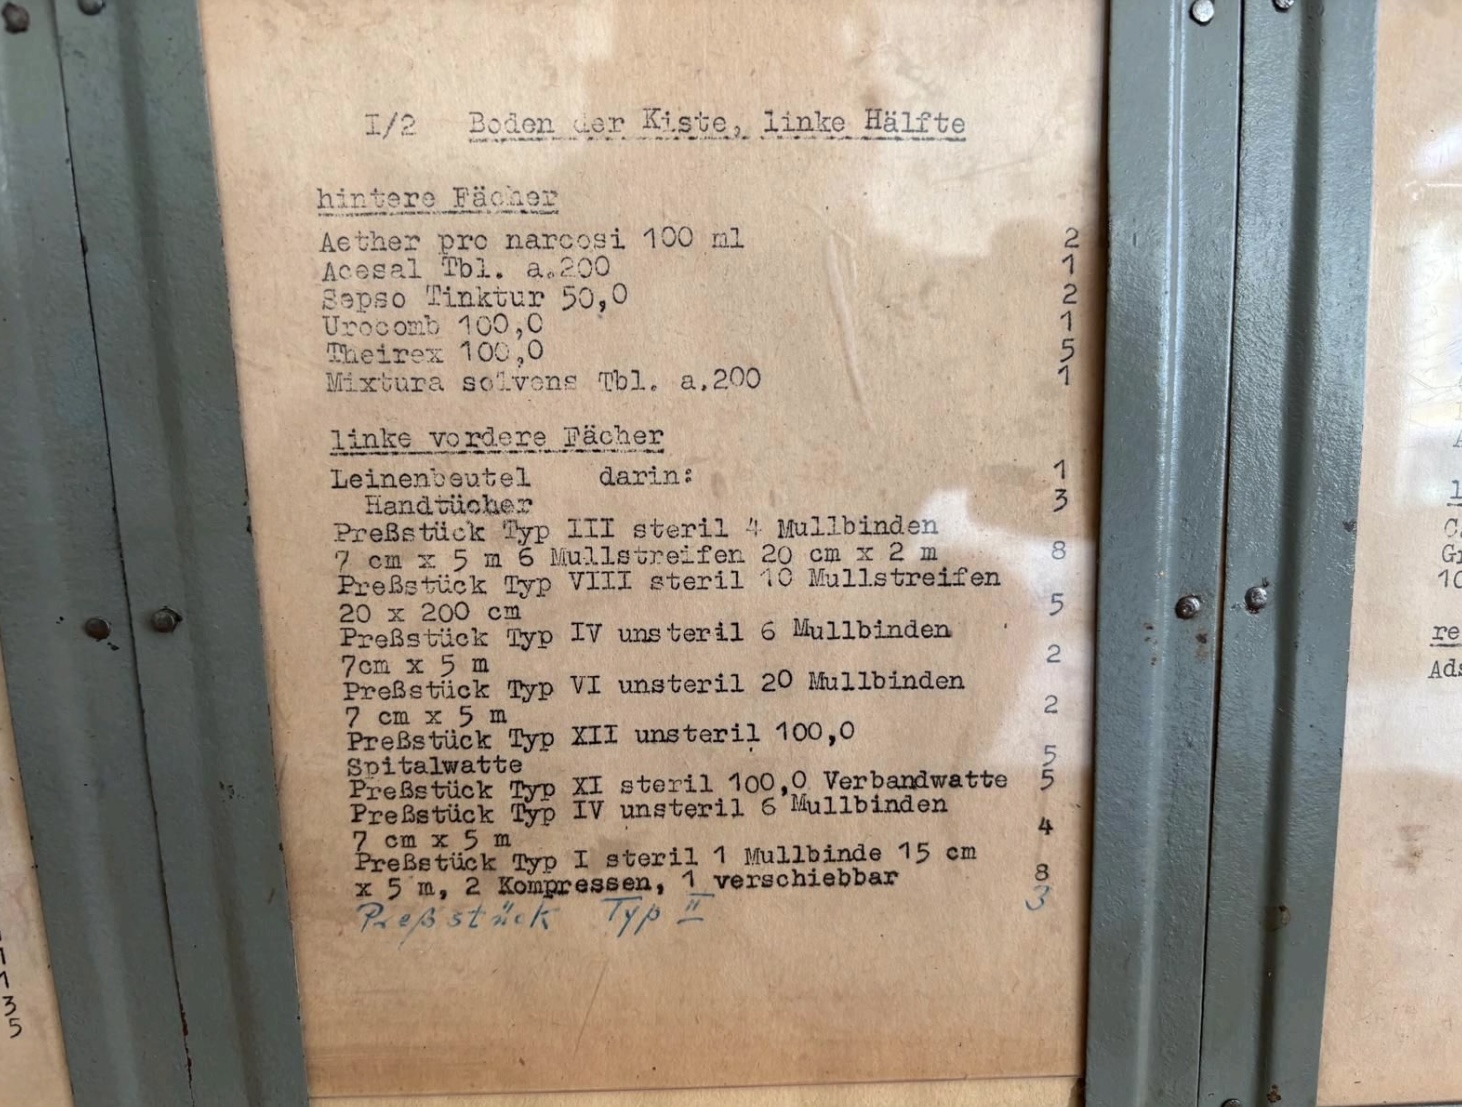 I/2 Boden der Kiste, linke Hälfte
hintere Fächer
Aether pro narcosi 100 ml 2
Acesal Tbl. a.200 1
Sepso Tinktur 50,0 2
Urocomb 100,0 1
Theirex 100,0 5
Mixtura solvens Tbl. a.200 1
linke vordere Fächer
Leinenbeutel darin: 1
Handtücher 3
Preßstück Typ III steril 4 Mullbinden
7 cm x 5 m 6 Mullstreifen 20 cm x 2 m 8
Preßstück Typ VIII steril 10 Mullstreifen
20 x 200 cm 5
Preßstück Typ IV unsteril 6 Mullbinden
7cm x 5 m 2
Preßstück Typ VI unsteril 20 Mullbinden
7 cm x 5 m 2
Preßstück Typ XII unsteril 100,0
Spitalwatte 5
Preßstück Typ XI steril 100,0 Verbandwatte 5
Preßstück Typ IV unsteril 6 Mullbinden
7 cm x 5 m 4
Preßstück Typ I steril 1 Mullbinde 15 cm
x 5 m, 2 Kompressen, 1 verschiebbar 8
Preßstück Typ II 3
1
1
3
5
10